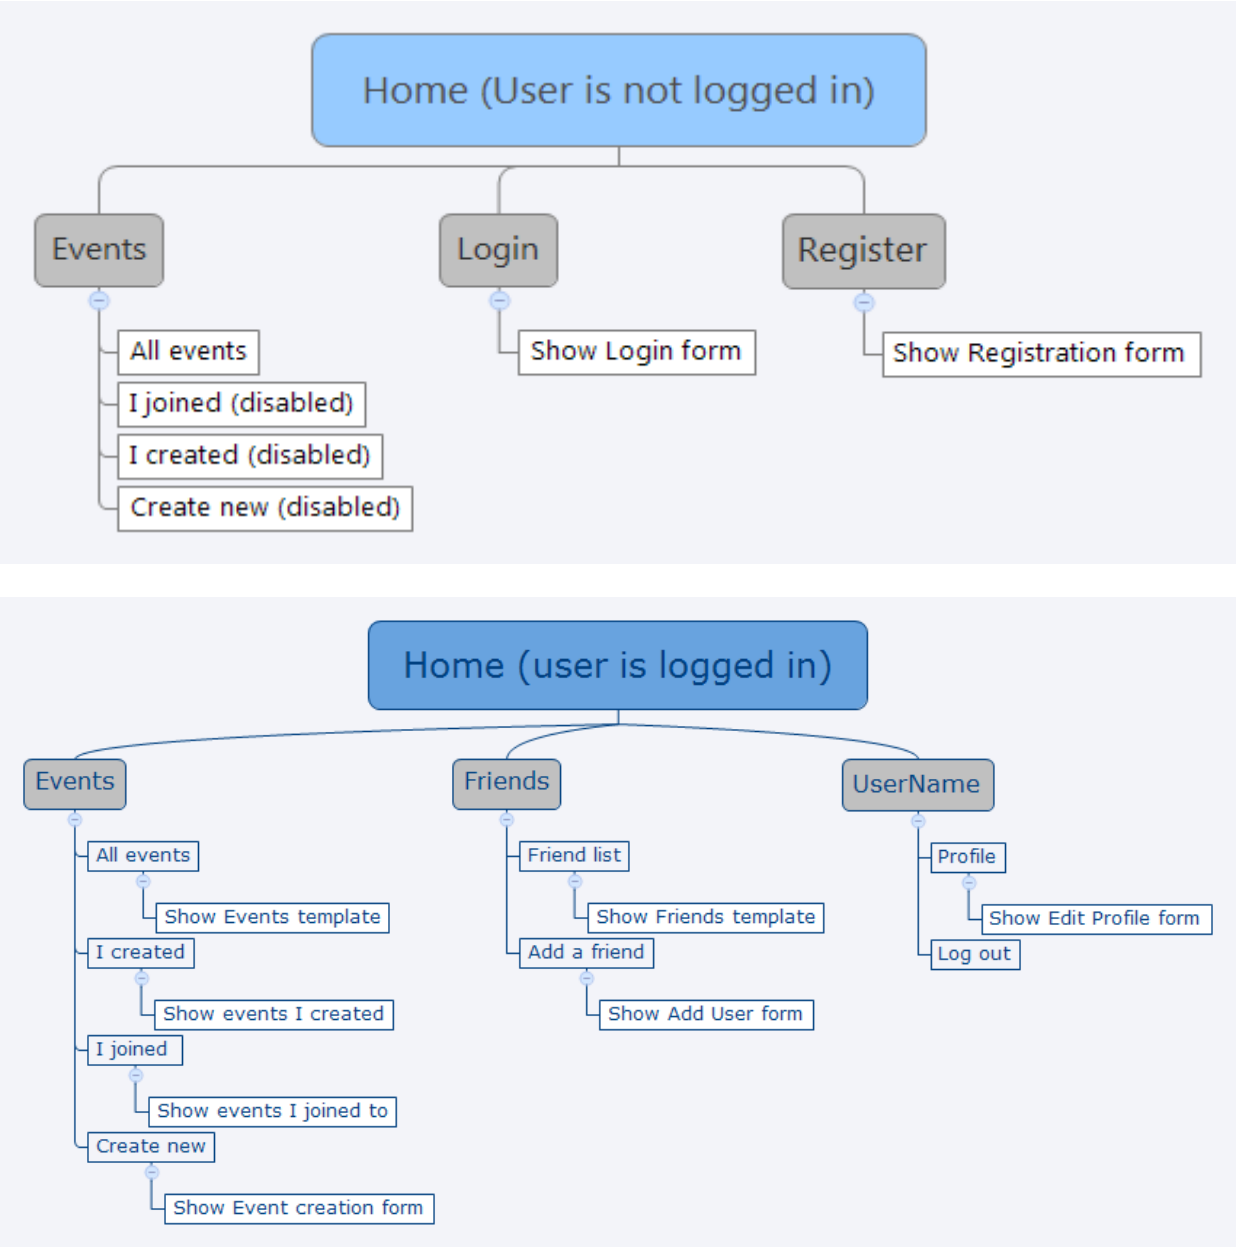 Home (User is not logged in)
Events
Login
Register
All events
I joined (disabled)
I created (disabled)
Create new (disabled)
Show Login form
Show Registration form
Home (user is logged in)
Events
Friends
UserName
All events
Show Events template
I created
Show events I created
I joined
Show events I joined to
Create new
Show Event creation form
Friend list
Show Friends template
Add a friend
Show Add User form
Profile
Show Edit Profile form
Log out